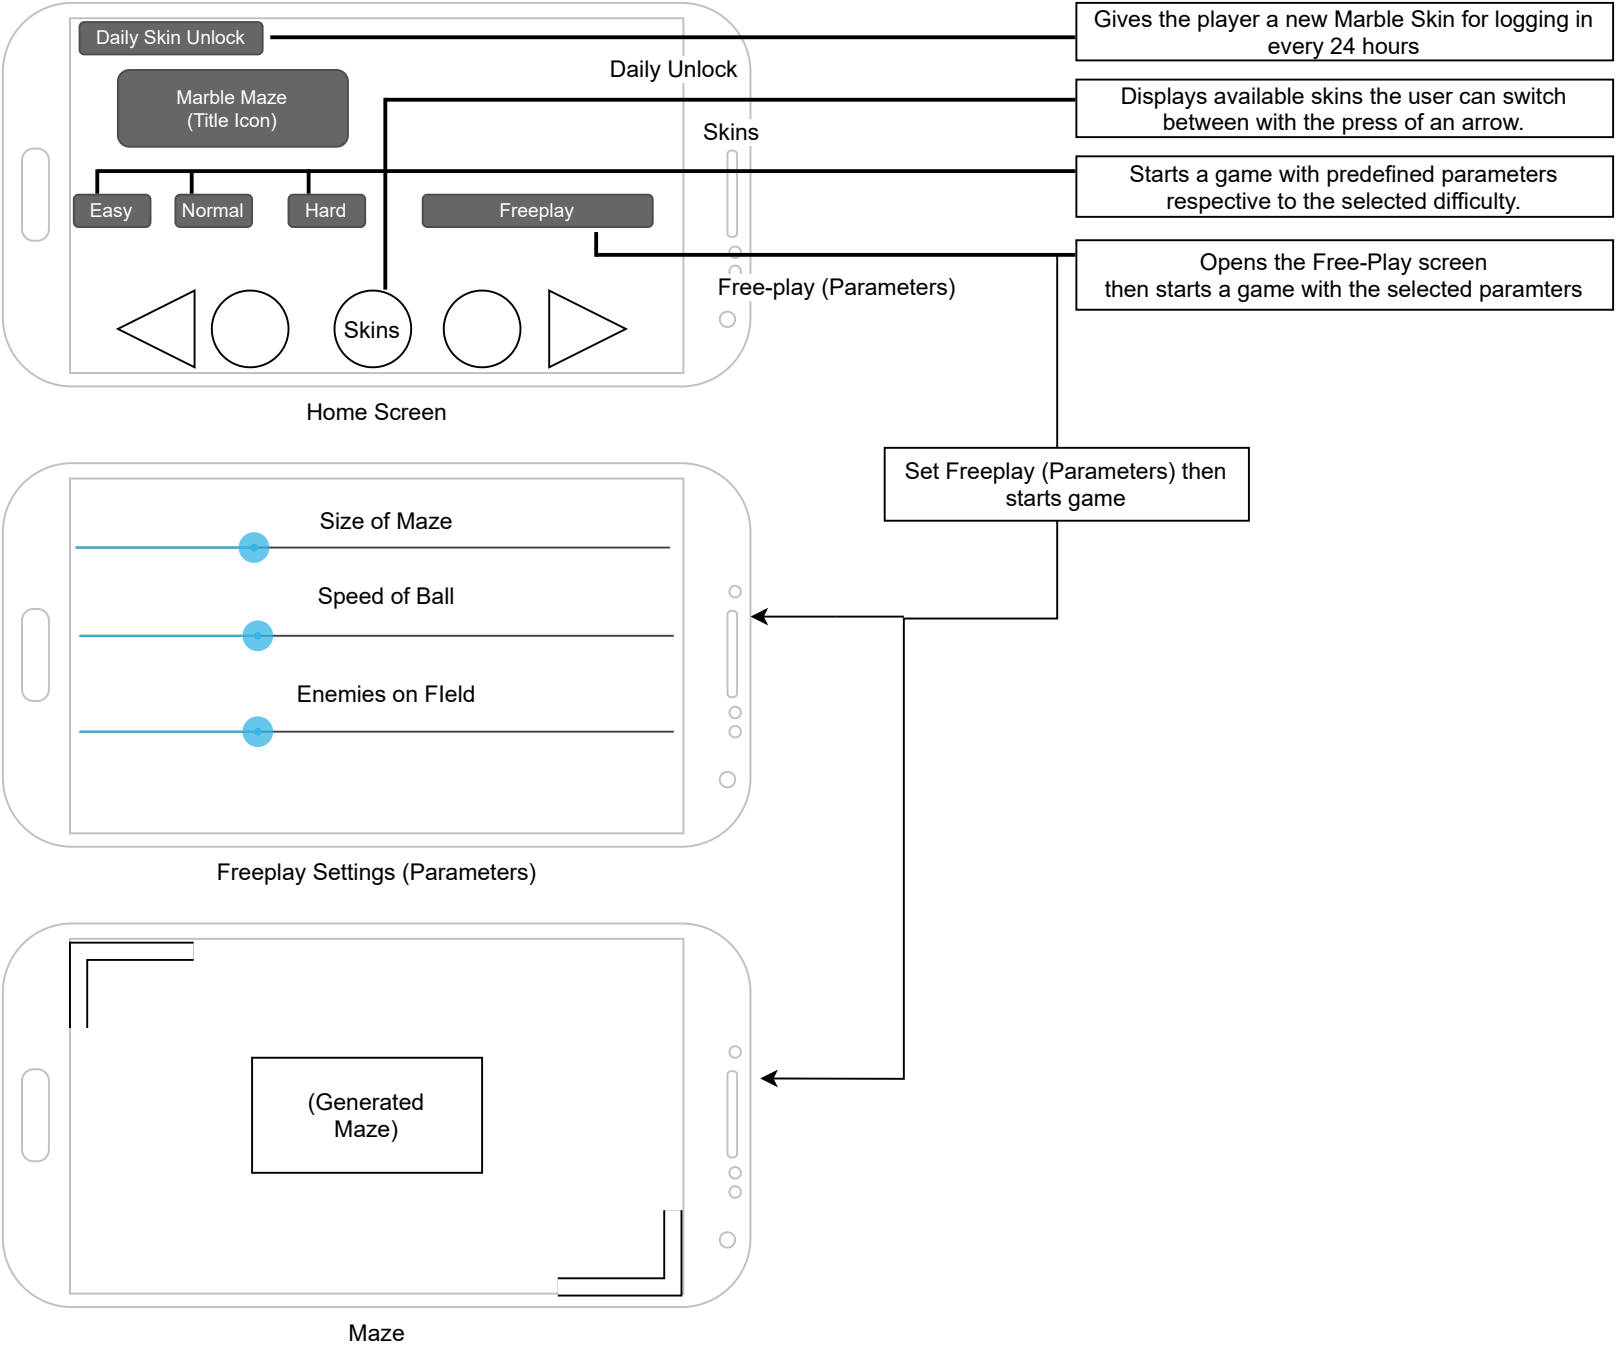 Daily Skin Unlock
Gives the player a new Marble Skin for logging in
every 24 hours
Daily Unlock
Marble Maze
(Title Icon)
Displays available skins the user can switch
between with the press of an arrow.
Skins
Starts a game with predefined parameters
respective to the selected difficulty.
Easy
Normal
Hard
Freeplay
Opens the Free-Play screen
then starts a game with the selected paramters
Free-play (Parameters)
Skins
Home Screen
Set Freeplay (Parameters) then
starts game
Size of Maze
Speed of Ball
Enemies on FIeld
Freeplay Settings (Parameters)
(Generated
Maze)
Maze